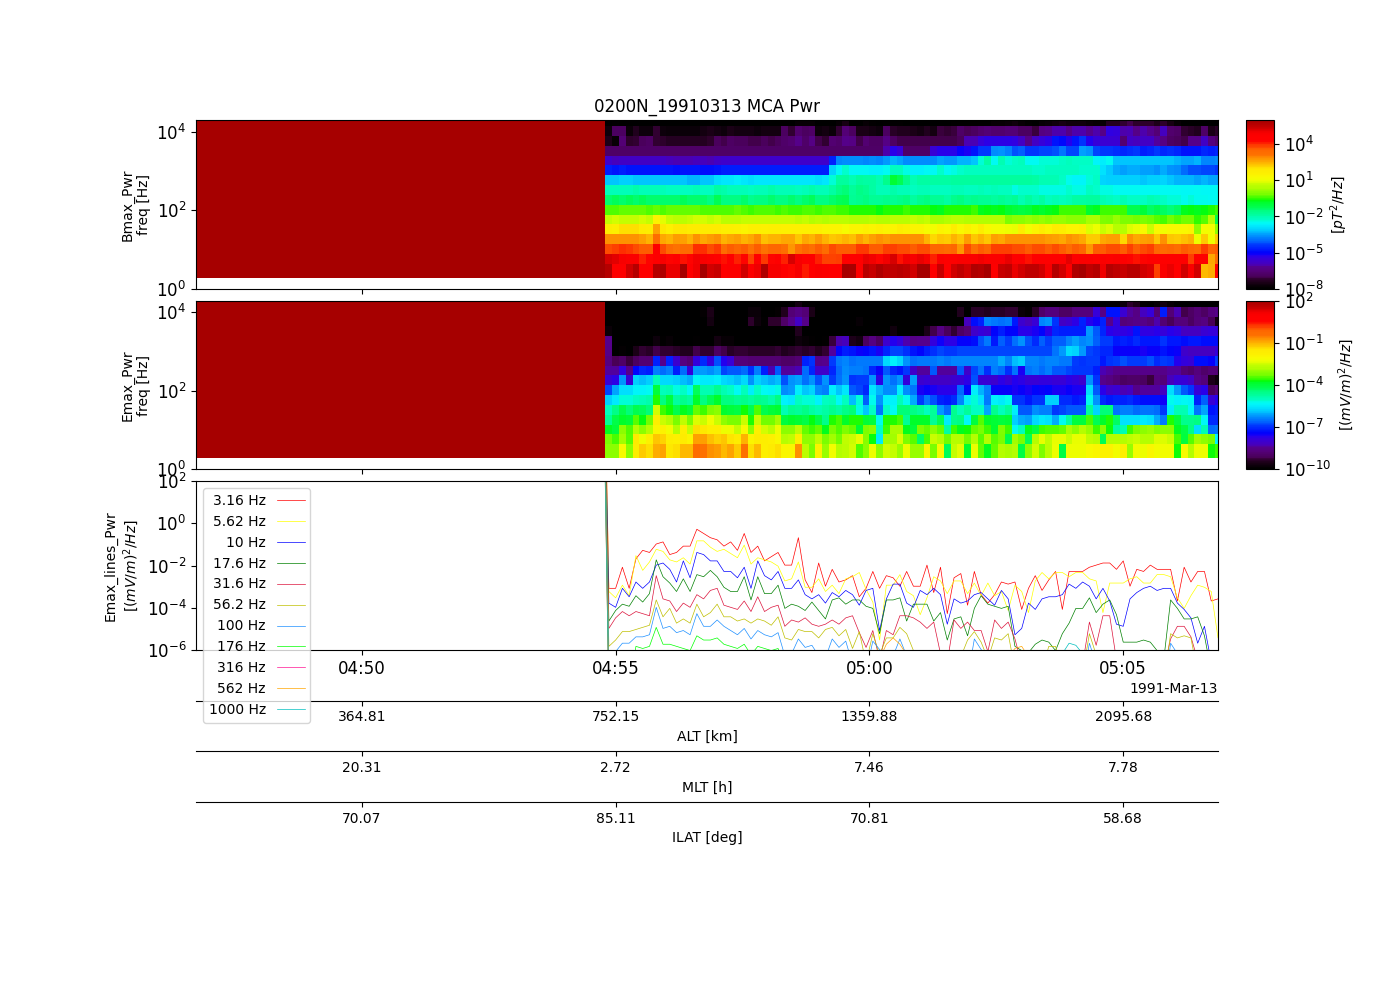 0200N_19910313 MCA Pwr
Bmax_Pwr
freq [Hz]
10^4
10^2
10^0
10^4
10^1
10^-2
10^-5
10^-8
[pT^2/Hz]
Emax_Pwr
freq [Hz]
10^4
10^2
10^0
10^2
10^-1
10^-4
10^-7
10^-10
[(mV/m)^2/Hz]
Emax_lines_Pwr
[(mV/m)^2/Hz]
10^2
10^0
10^-2
10^-4
10^-6
3.16 Hz
5.62 Hz
10 Hz
17.6 Hz
31.6 Hz
56.2 Hz
100 Hz
176 Hz
316 Hz
562 Hz
1000 Hz
04:50 04:55 05:00 05:05
1991-Mar-13
364.81 752.15 1359.88 2095.68
ALT [km]
20.31 2.72 7.46 7.78
MLT [h]
70.07 85.11 70.81 58.68
ILAT [deg]